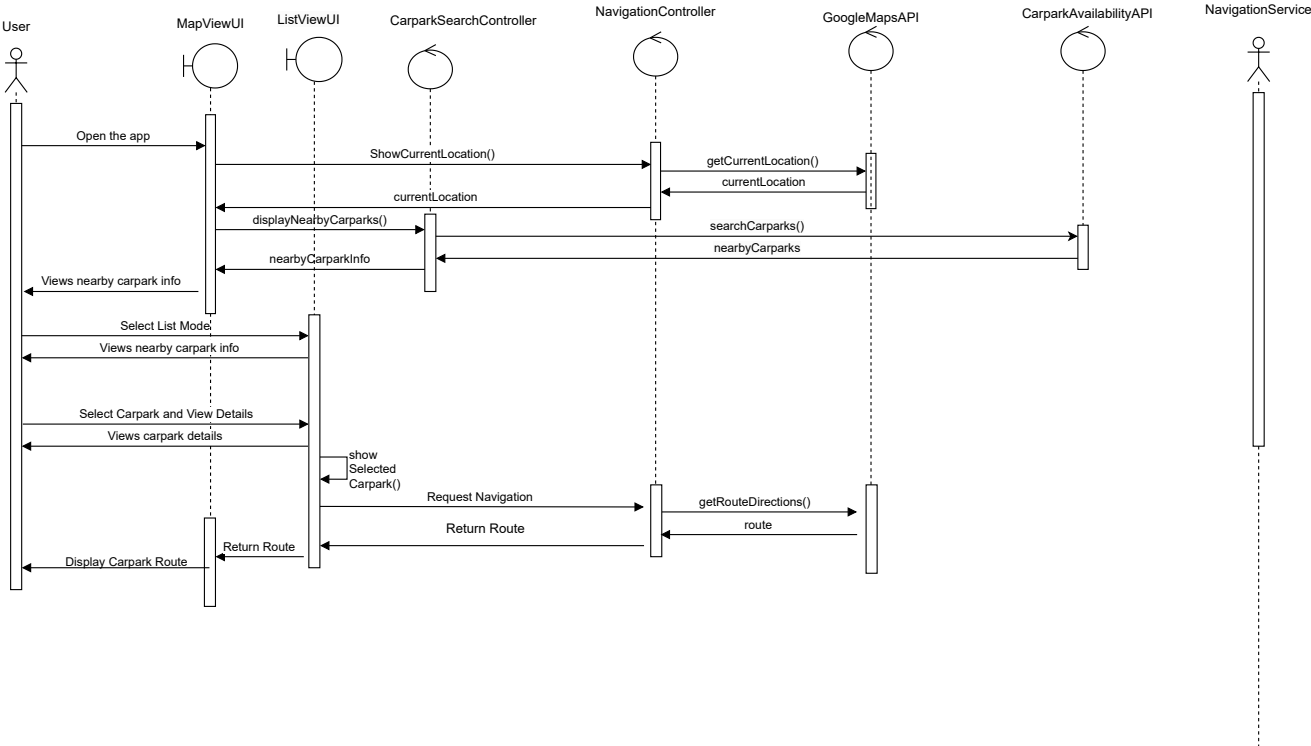 User
MapViewUI
ListViewUI
CarparkSearchController
NavigationController
GoogleMapsAPI
CarparkAvailabilityAPI
NavigationService
Open the app
ShowCurrentLocation()
getCurrentLocation()
currentLocation
currentLocation
displayNearbyCarparks()
searchCarparks()
nearbyCarparks
nearbyCarparkInfo
Views nearby carpark info
Select List Mode
Views nearby carpark info
Select Carpark and View Details
Views carpark details
show
Selected
Carpark()
Request Navigation
getRouteDirections()
route
Return Route
Return Route
Display Carpark Route